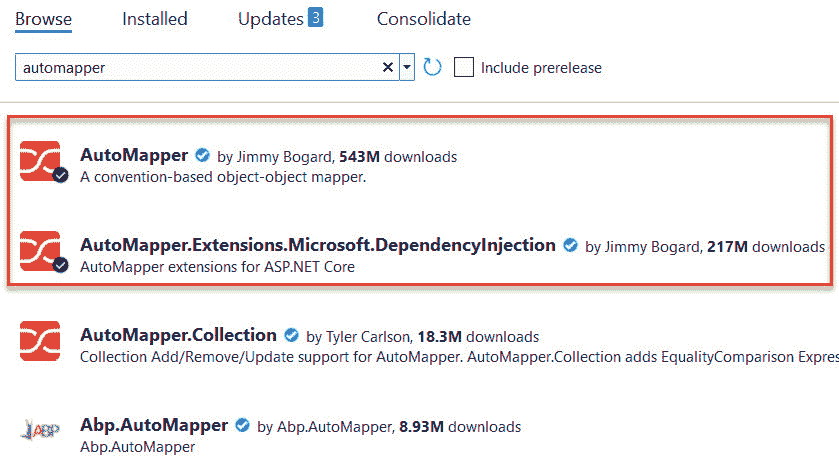 Browse Installed Updates 3 Consolidate
automapper Include prerelease
AutoMapper by Jimmy Bogard, 543M downloads
A convention-based object-object mapper.
AutoMapper.Extensions.Microsoft.DependencyInjection by Jimmy Bogard, 217M downloads
AutoMapper extensions for ASP.NET Core
AutoMapper.Collection by Tyler Carlson, 18.3M downloads
Collection Add/Remove/Update support for AutoMapper. AutoMapper.Collection adds EqualityComparison Expre
ABP Abp.AutoMapper by Abp.AutoMapper, 8.93M downloads
Abp.AutoMapper